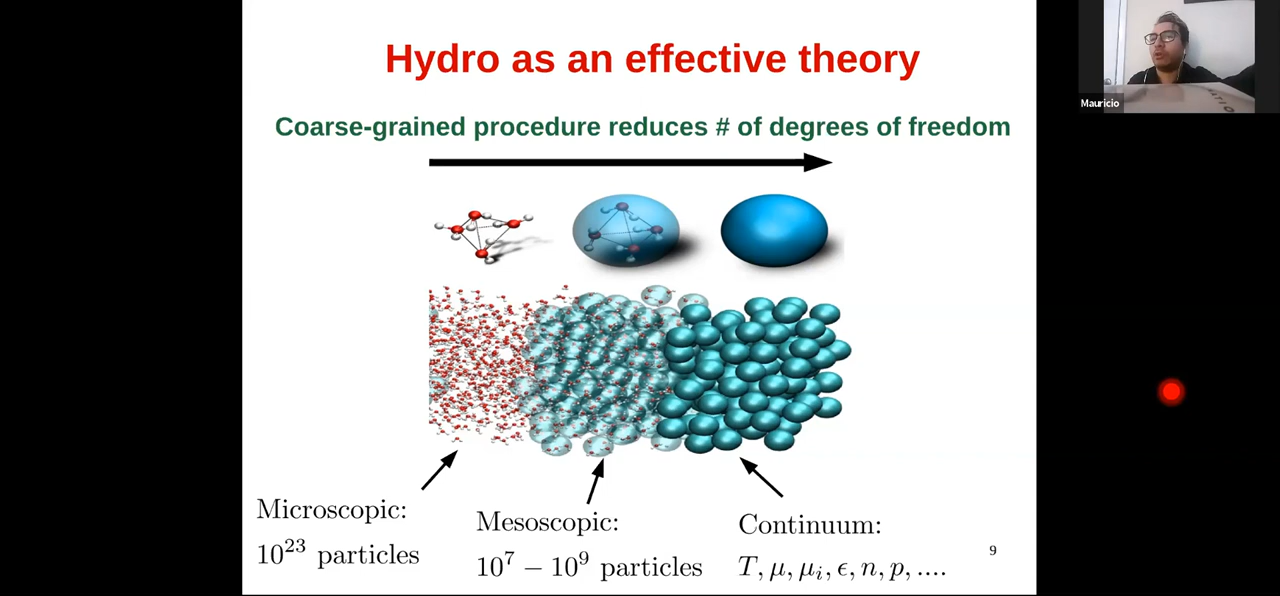 Hydro as an effective theory
Coarse-grained procedure reduces # of degrees of freedom
Microscopic:
10^23 particles
Mesoscopic:
10^7 − 10^9 particles
Continuum:
T, μ, μ_i, ϵ, n, p, ....
9
Mauricio